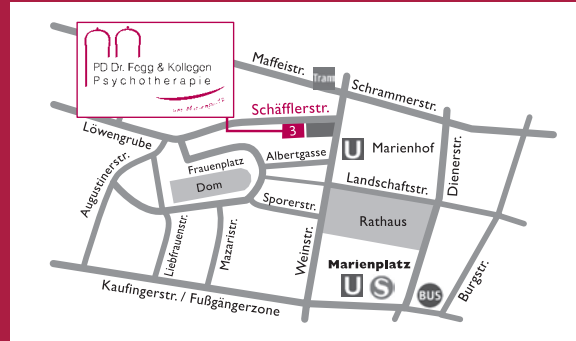 PD Dr. Fegg & Kollegen
Psychotherapie
Maffeistr.
Tram
Schrammerstr.
Schäfflerstr.
3
Löwengrube
Augustinerstr.
Frauenplatz
Dom
Albertgasse
U Marienhof
Dienerstr.
Landschaftstr.
Sporerstr.
Rathaus
Liebfrauenstr.
Mazaristr.
Weinstr.
Marienplatz
U S
BUS
Burgstr.
Kaufingerstr. / Fußgängerzone